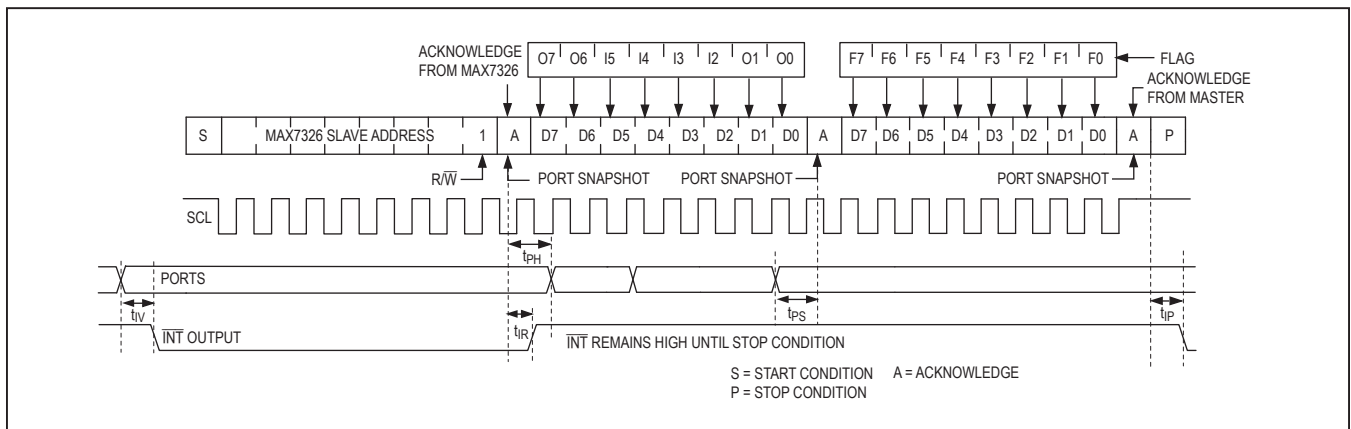 ACKNOWLEDGE
FROM MAX7326
O7 O6 I5 I4 I3 I2 O1 O0
F7 F6 F5 F4 F3 F2 F1 F0
FLAG
ACKNOWLEDGE
FROM MASTER
S MAX7326 SLAVE ADDRESS 1 A D7 D6 D5 D4 D3 D2 D1 D0 A D7 D6 D5 D4 D3 D2 D1 D0 A P
R/W̅ PORT SNAPSHOT PORT SNAPSHOT PORT SNAPSHOT
SCL
tPH
PORTS
tIV tIR tPS tIP
I̅N̅T̅ OUTPUT
I̅N̅T̅ REMAINS HIGH UNTIL STOP CONDITION
S = START CONDITION A = ACKNOWLEDGE
P = STOP CONDITION